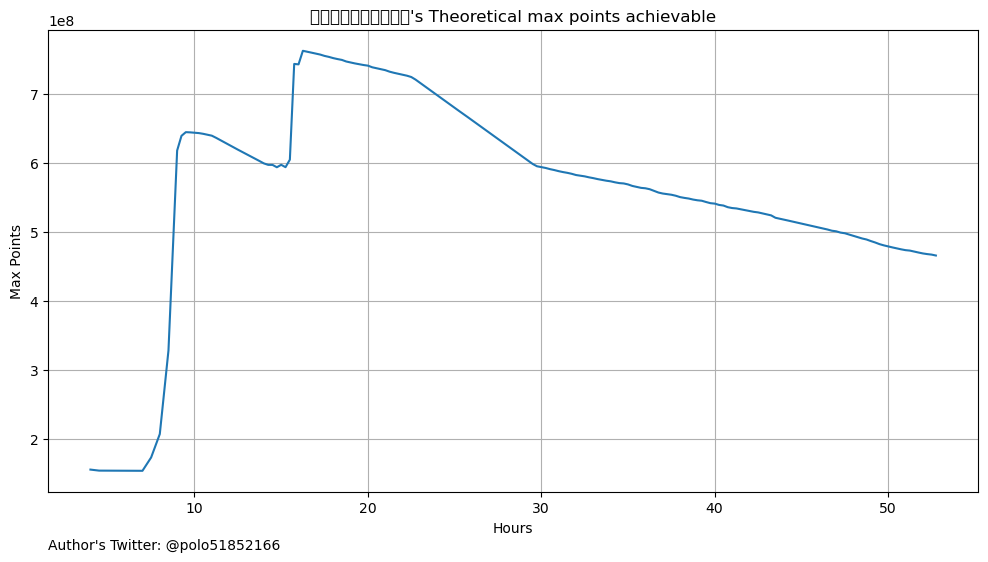 's Theoretical max points achievable
1e8
7
6
5
4
3
2
Max Points
10 20 30 40 50
Hours
Author's Twitter: @polo51852166